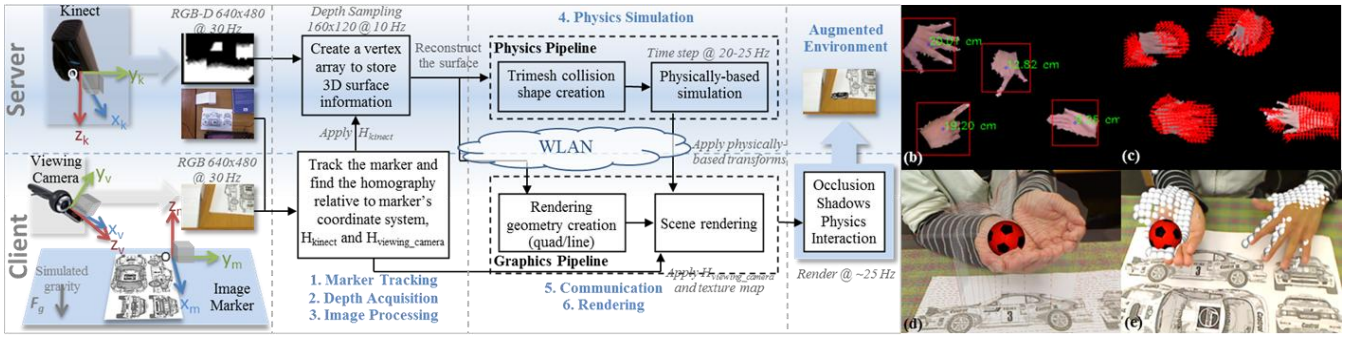 Server
Kinect
RGB-D 640x480
@ 30 Hz
y_k
x_k
z_k
Client
Viewing
Camera
RGB 640x480
@ 30 Hz
y_v
x_v
z_v
O
y_m
x_m
Simulated
gravity
F_g
Image
Marker
Depth Sampling
160x120 @ 10 Hz
Create a vertex
array to store
3D surface
information
Apply H_kinect
Track the marker and
find the homography
relative to marker's
coordinate system,
H_kinect and H_viewing_camera
1. Marker Tracking
2. Depth Acquisition
3. Image Processing
Reconstruct
the surface
4. Physics Simulation
Physics Pipeline
Time step @ 20-25 Hz
Trimesh collision
shape creation
Physically-based
simulation
WLAN
Apply physically-
based transforms
Rendering
geometry creation
(quad/line)
Scene rendering
Graphics Pipeline
Apply H_viewing_camera
and texture map
5. Communication
6. Rendering
Augmented
Environment
Occlusion
Shadows
Physics
Interaction
Render @ ~25 Hz
12.82 cm
(b)
(c)
(d)
3
(e)
3